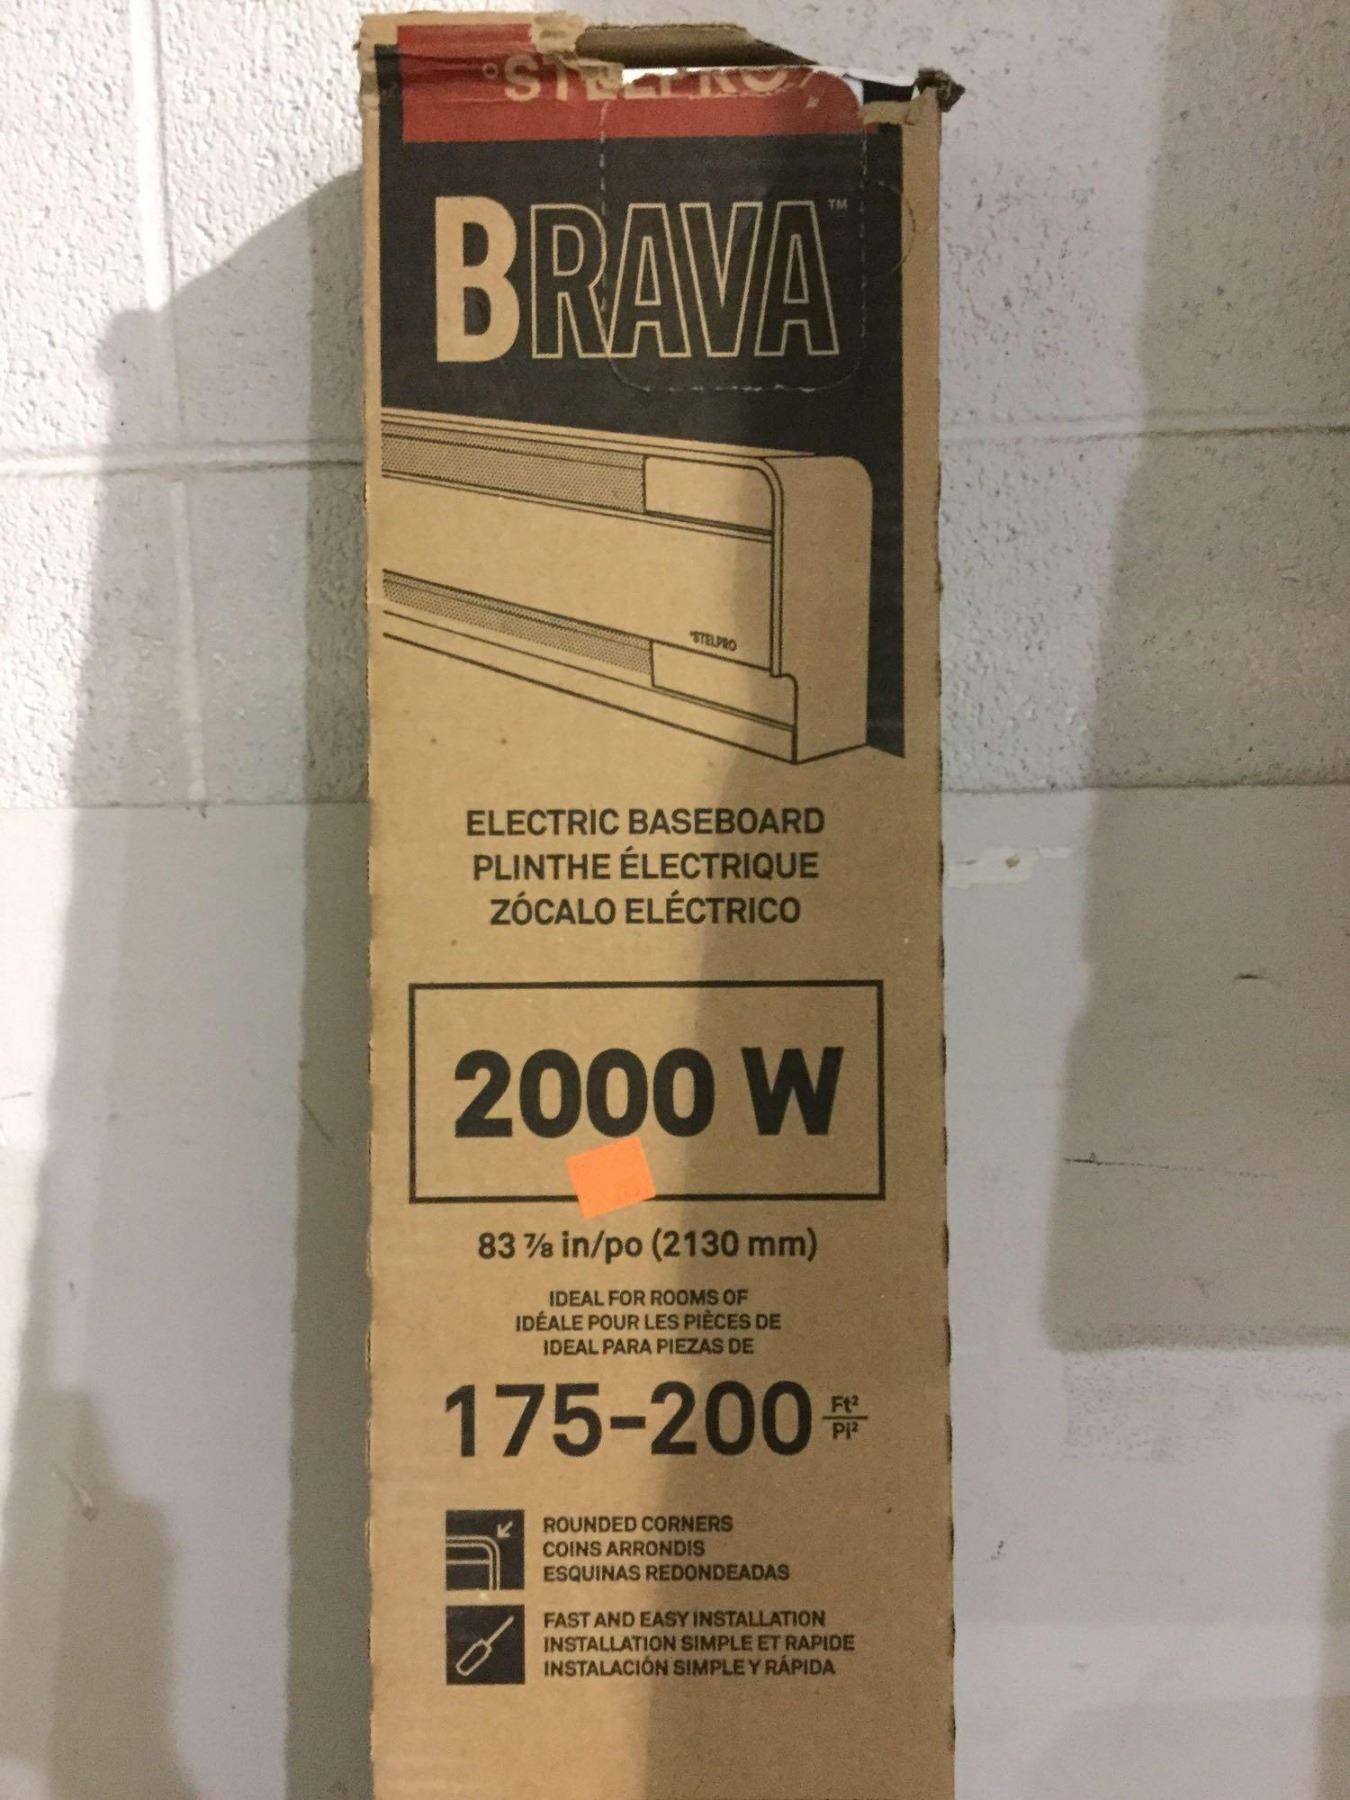 °STELPRO
BRAVA™
°STELPRO
ELECTRIC BASEBOARD
PLINTHE ÉLECTRIQUE
ZÓCALO ELÉCTRICO
2000 W
83 ⅞ in/po (2130 mm)
IDEAL FOR ROOMS OF
IDÉALE POUR LES PIÈCES DE
IDEAL PARA PIEZAS DE
175-200 Ft²
Pi²
ROUNDED CORNERS
COINS ARRONDIS
ESQUINAS REDONDEADAS
FAST AND EASY INSTALLATION
INSTALLATION SIMPLE ET RAPIDE
INSTALACIÓN SIMPLE Y RÁPIDA